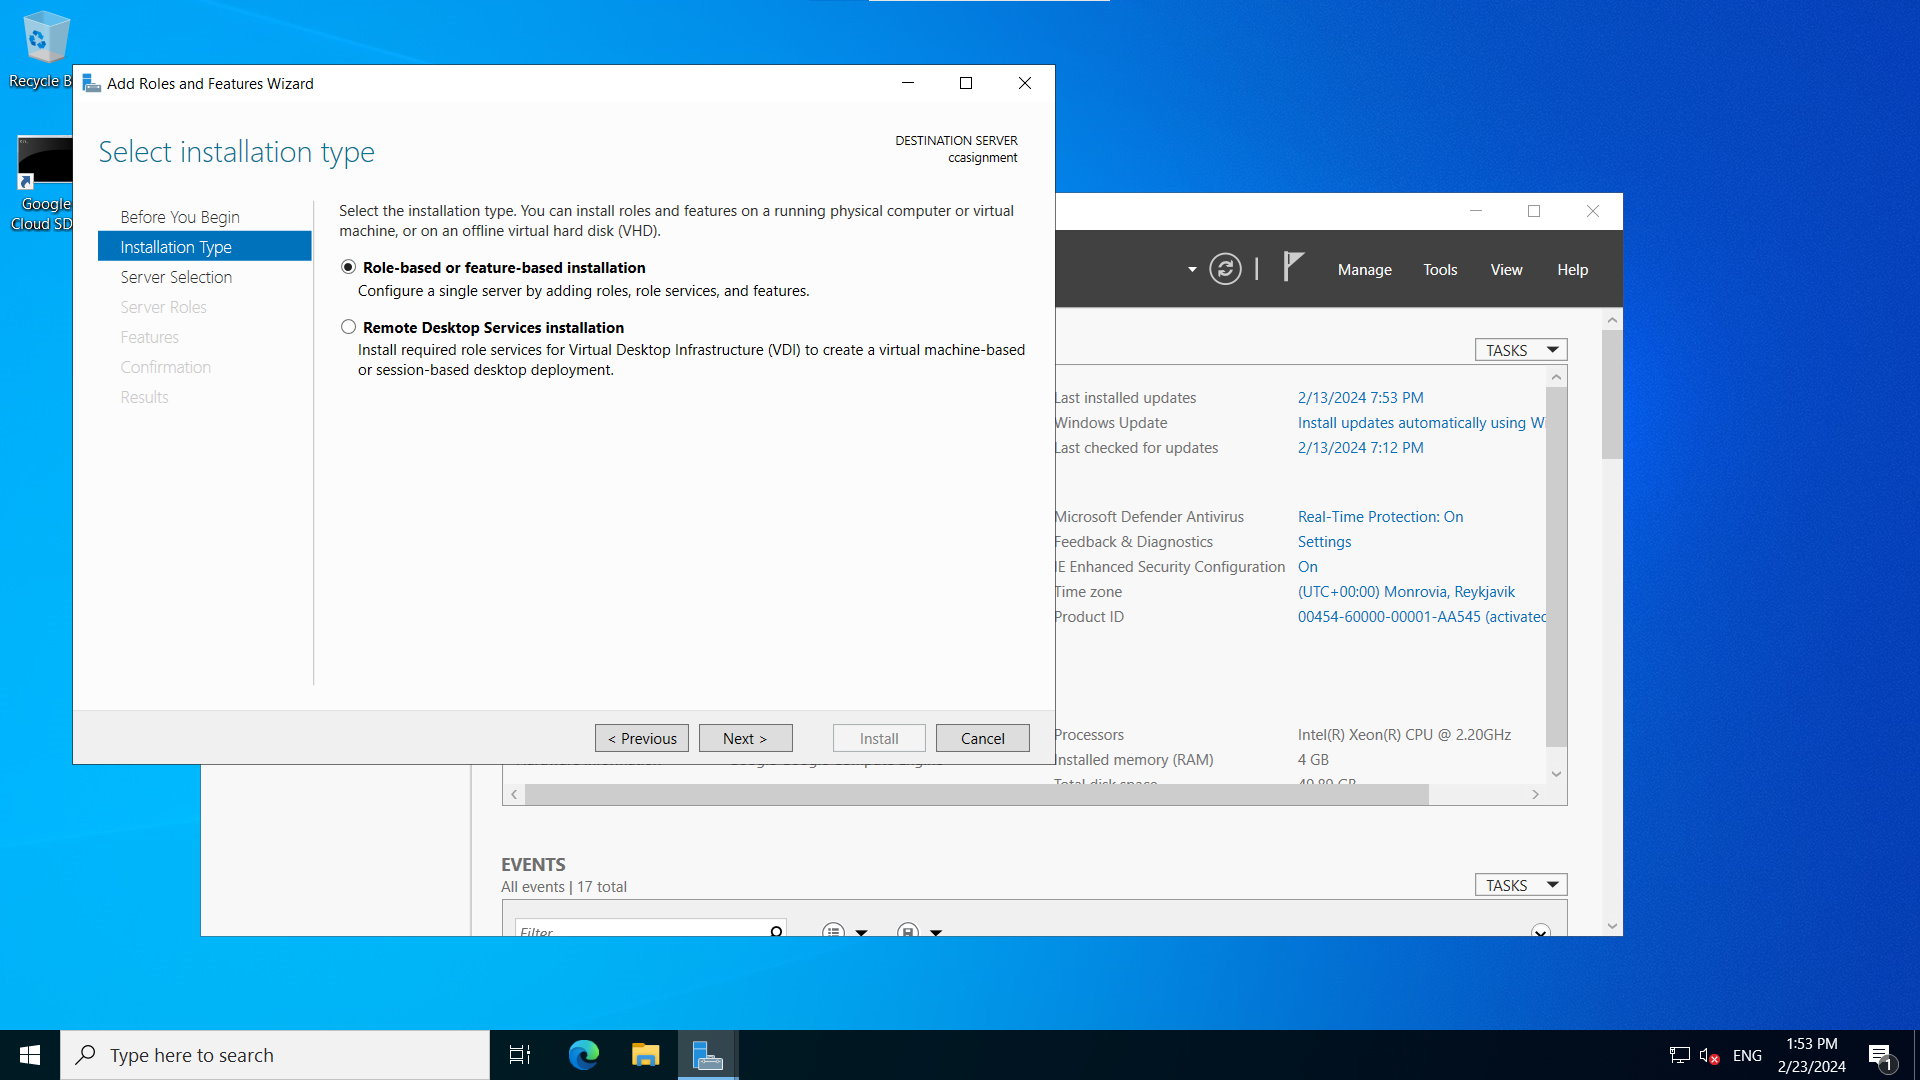 Recycle B
Google
Cloud SD
Add Roles and Features Wizard
Select installation type
DESTINATION SERVER
ccasignment
Before You Begin
Installation Type
Server Selection
Server Roles
Features
Confirmation
Results
Select the installation type. You can install roles and features on a running physical computer or virtual
machine, or on an offline virtual hard disk (VHD).
Role-based or feature-based installation
Configure a single server by adding roles, role services, and features.
Remote Desktop Services installation
Install required role services for Virtual Desktop Infrastructure (VDI) to create a virtual machine-based
or session-based desktop deployment.
< Previous
Next >
Install
Cancel
Manage Tools View Help
TASKS
Last installed updates 2/13/2024 7:53 PM
Windows Update Install updates automatically using W
Last checked for updates 2/13/2024 7:12 PM
Microsoft Defender Antivirus Real-Time Protection: On
Feedback & Diagnostics Settings
IE Enhanced Security Configuration On
Time zone (UTC+00:00) Monrovia, Reykjavik
Product ID 00454-60000-00001-AA545 (activated
Processors Intel(R) Xeon(R) CPU @ 2.20GHz
Installed memory (RAM) 4 GB
Total disk space 49.89 GB
EVENTS
All events | 17 total
TASKS
Filter
Type here to search
ENG
1:53 PM
2/23/2024
1